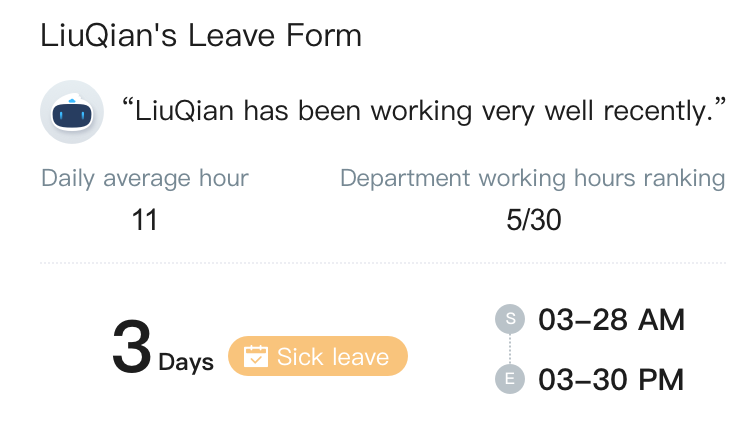 LiuQian's Leave Form
“LiuQian has been working very well recently.”
Daily average hour Department working hours ranking
11 5/30
S 03–28 AM
3 Days Sick leave
E 03–30 PM